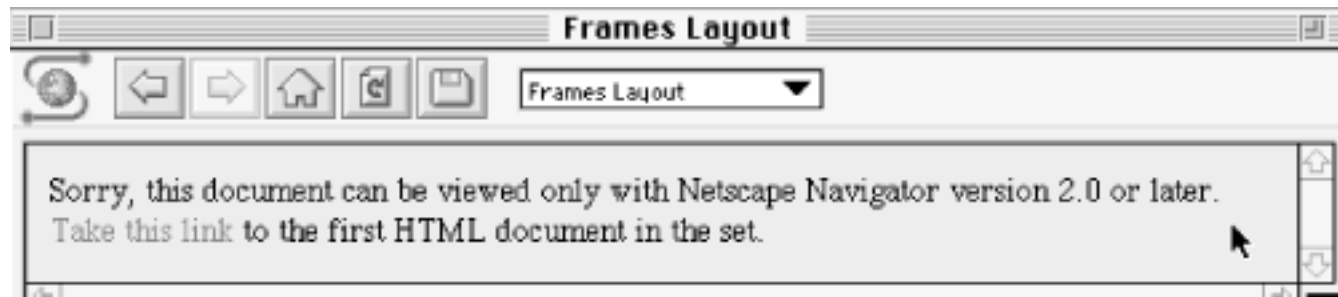 Frames Layout
Frames Layout
Sorry, this document can be viewed only with Netscape Navigator version 2.0 or later.
Take this link to the first HTML document in the set.